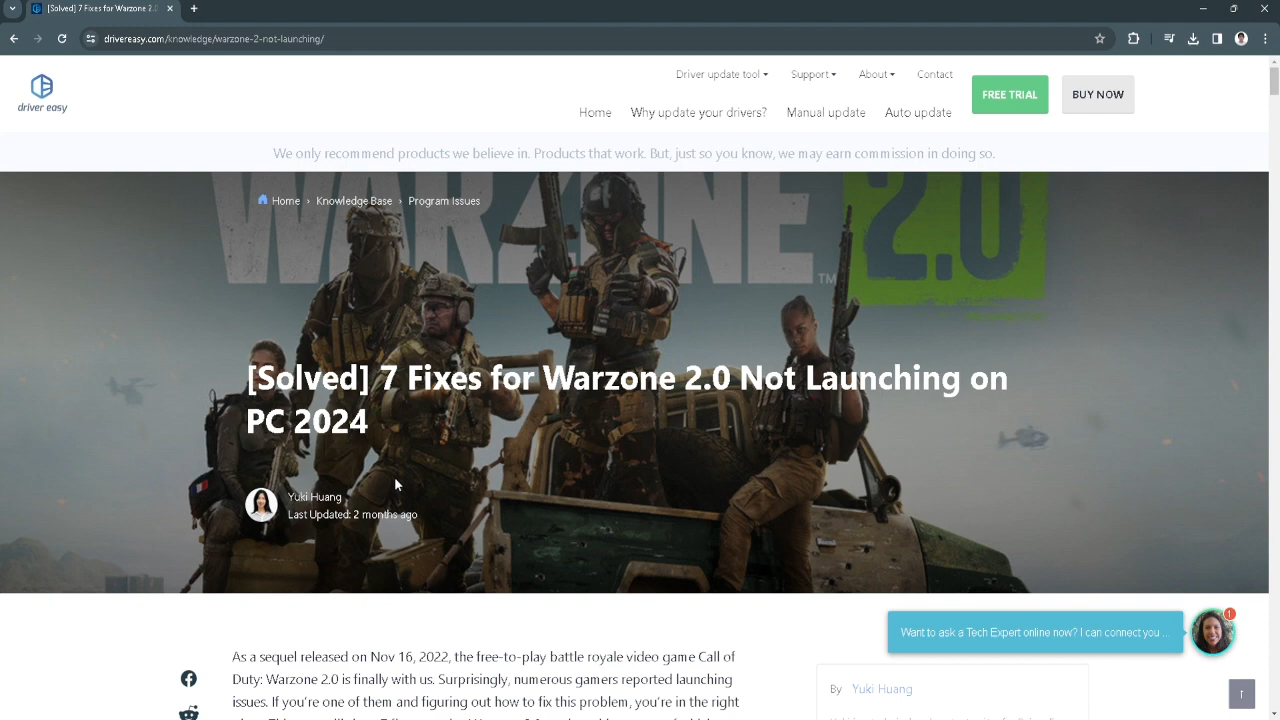 [Solved] 7 Fixes for Warzone 2.0
drivereasy.com/knowledge/warzone-2-not-launching/
driver easy
Driver update tool
Support
About
Contact
Home
Why update your drivers?
Manual update
Auto update
FREE TRIAL
BUY NOW
We only recommend products we believe in. Products that work. But, just so you know, we may earn commission in doing so.
WARZONE™ 2.0
Home › Knowledge Base › Program Issues
[Solved] 7 Fixes for Warzone 2.0 Not Launching on
PC 2024
Yuki Huang
Last Updated: 2 months ago
As a sequel released on Nov 16, 2022, the free-to-play battle royale video game Call of
Duty: Warzone 2.0 is finally with us. Surprisingly, numerous gamers reported launching
issues. If you're one of them and figuring out how to fix this problem, you're in the right
Want to ask a Tech Expert online now? I can connect you ...
1
By Yuki Huang